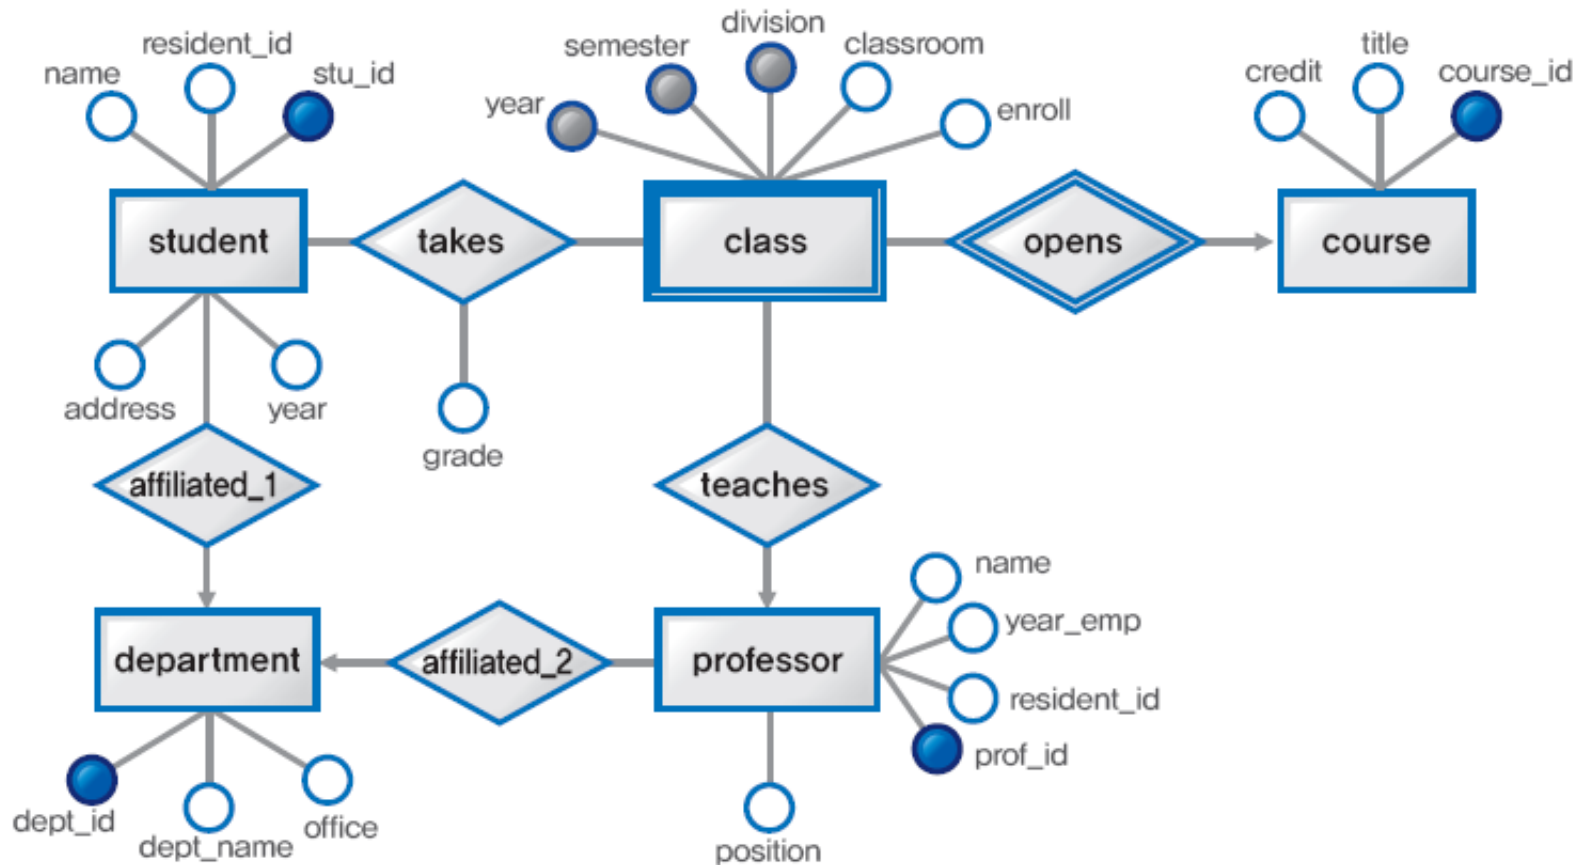 division
resident_id
semester
classroom
title
name
stu_id
credit
course_id
year
enroll
student
takes
class
opens
course
address
year
grade
affiliated_1
teaches
name
year_emp
department
affiliated_2
professor
resident_id
prof_id
dept_id
dept_name
office
position